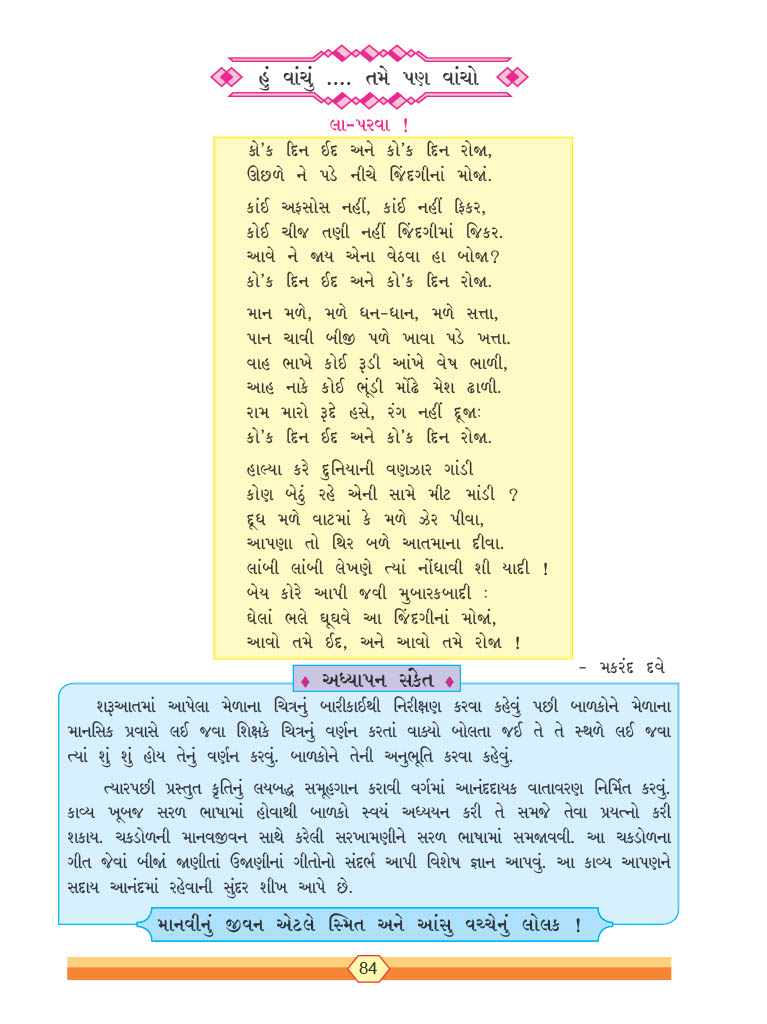 હું વાંચું .... તમે પણ વાંચો
લા-પરવા !
કો'ક દિન ઈદ અને કો'ક દિન રોજા,
ઊછળે ને પડે નીચે જિંદગીનાં મોજાં.
કાંઈ અફસોસ નહીં, કાંઈ નહીં ફિકર,
કોઈ ચીજ તણી નહીં જિંદગીમાં જિકર.
આવે ને જાય એના વેઠવા હા બોજા?
કો'ક દિન ઈદ અને કો'ક દિન રોજા.
માન મળે, મળે ધન-ધાન, મળે સત્તા,
પાન ચાવી બીજી પળે ખાવા પડે ખત્તા.
વાહ ભાખે કોઈ રૂડી આંખે વેષ ભાળી,
આહ નાકે કોઈ ભૂંડી મોંઢે મેશ ઢાળી.
રામ મારો રૂદે હસે, રંગ નહીં દૂજાઃ
કો'ક દિન ઈદ અને કો'ક દિન રોજા.
હાલ્યા કરે દુનિયાની વણઝાર ગાંડી
કોણ બેઠું રહે એની સામે મીટ માંડી ?
દૂધ મળે વાટમાં કે મળે ઝેર પીવા,
આપણા તો થિર બળે આતમાના દીવા.
લાંબી લાંબી લેખણે ત્યાં નોંધાવી શી યાદી !
બેય કોરે આપી જવી મુબારકબાદી :
ઘેલાં ભલે ઘૂઘવે આ જિંદગીનાં મોજાં,
આવો તમે ઈદ, અને આવો તમે રોજા !
- મકરંદ દવે
અધ્યાપન સંકેત
શરૂઆતમાં આપેલા મેળાના ચિત્રનું બારીકાઈથી નિરીક્ષણ કરવા કહેવું પછી બાળકોને મેળાના
માનસિક પ્રવાસે લઈ જવા શિક્ષકે ચિત્રનું વર્ણન કરતાં વાક્યો બોલતા જઈ તે તે સ્થળે લઈ જવા
ત્યાં શું શું હોય તેનું વર્ણન કરવું. બાળકોને તેની અનુભૂતિ કરવા કહેવું.
ત્યારપછી પ્રસ્તુત કૃતિનું લયબદ્ધ સમૂહગાન કરાવી વર્ગમાં આનંદદાયક વાતાવરણ નિર્મિત કરવું.
કાવ્ય ખૂબજ સરળ ભાષામાં હોવાથી બાળકો સ્વયં અધ્યયન કરી તે સમજે તેવા પ્રયત્નો કરી
શકાય. ચકડોળની માનવજીવન સાથે કરેલી સરખામણીને સરળ ભાષામાં સમજાવવી. આ ચકડોળના
ગીત જેવાં બીજાં જાણીતાં ઉજાણીનાં ગીતોનો સંદર્ભ આપી વિશેષ જ્ઞાન આપવું. આ કાવ્ય આપણને
સદાય આનંદમાં રહેવાની સુંદર શીખ આપે છે.
માનવીનું જીવન એટલે સ્મિત અને આંસુ વચ્ચેનું લોલક !
84